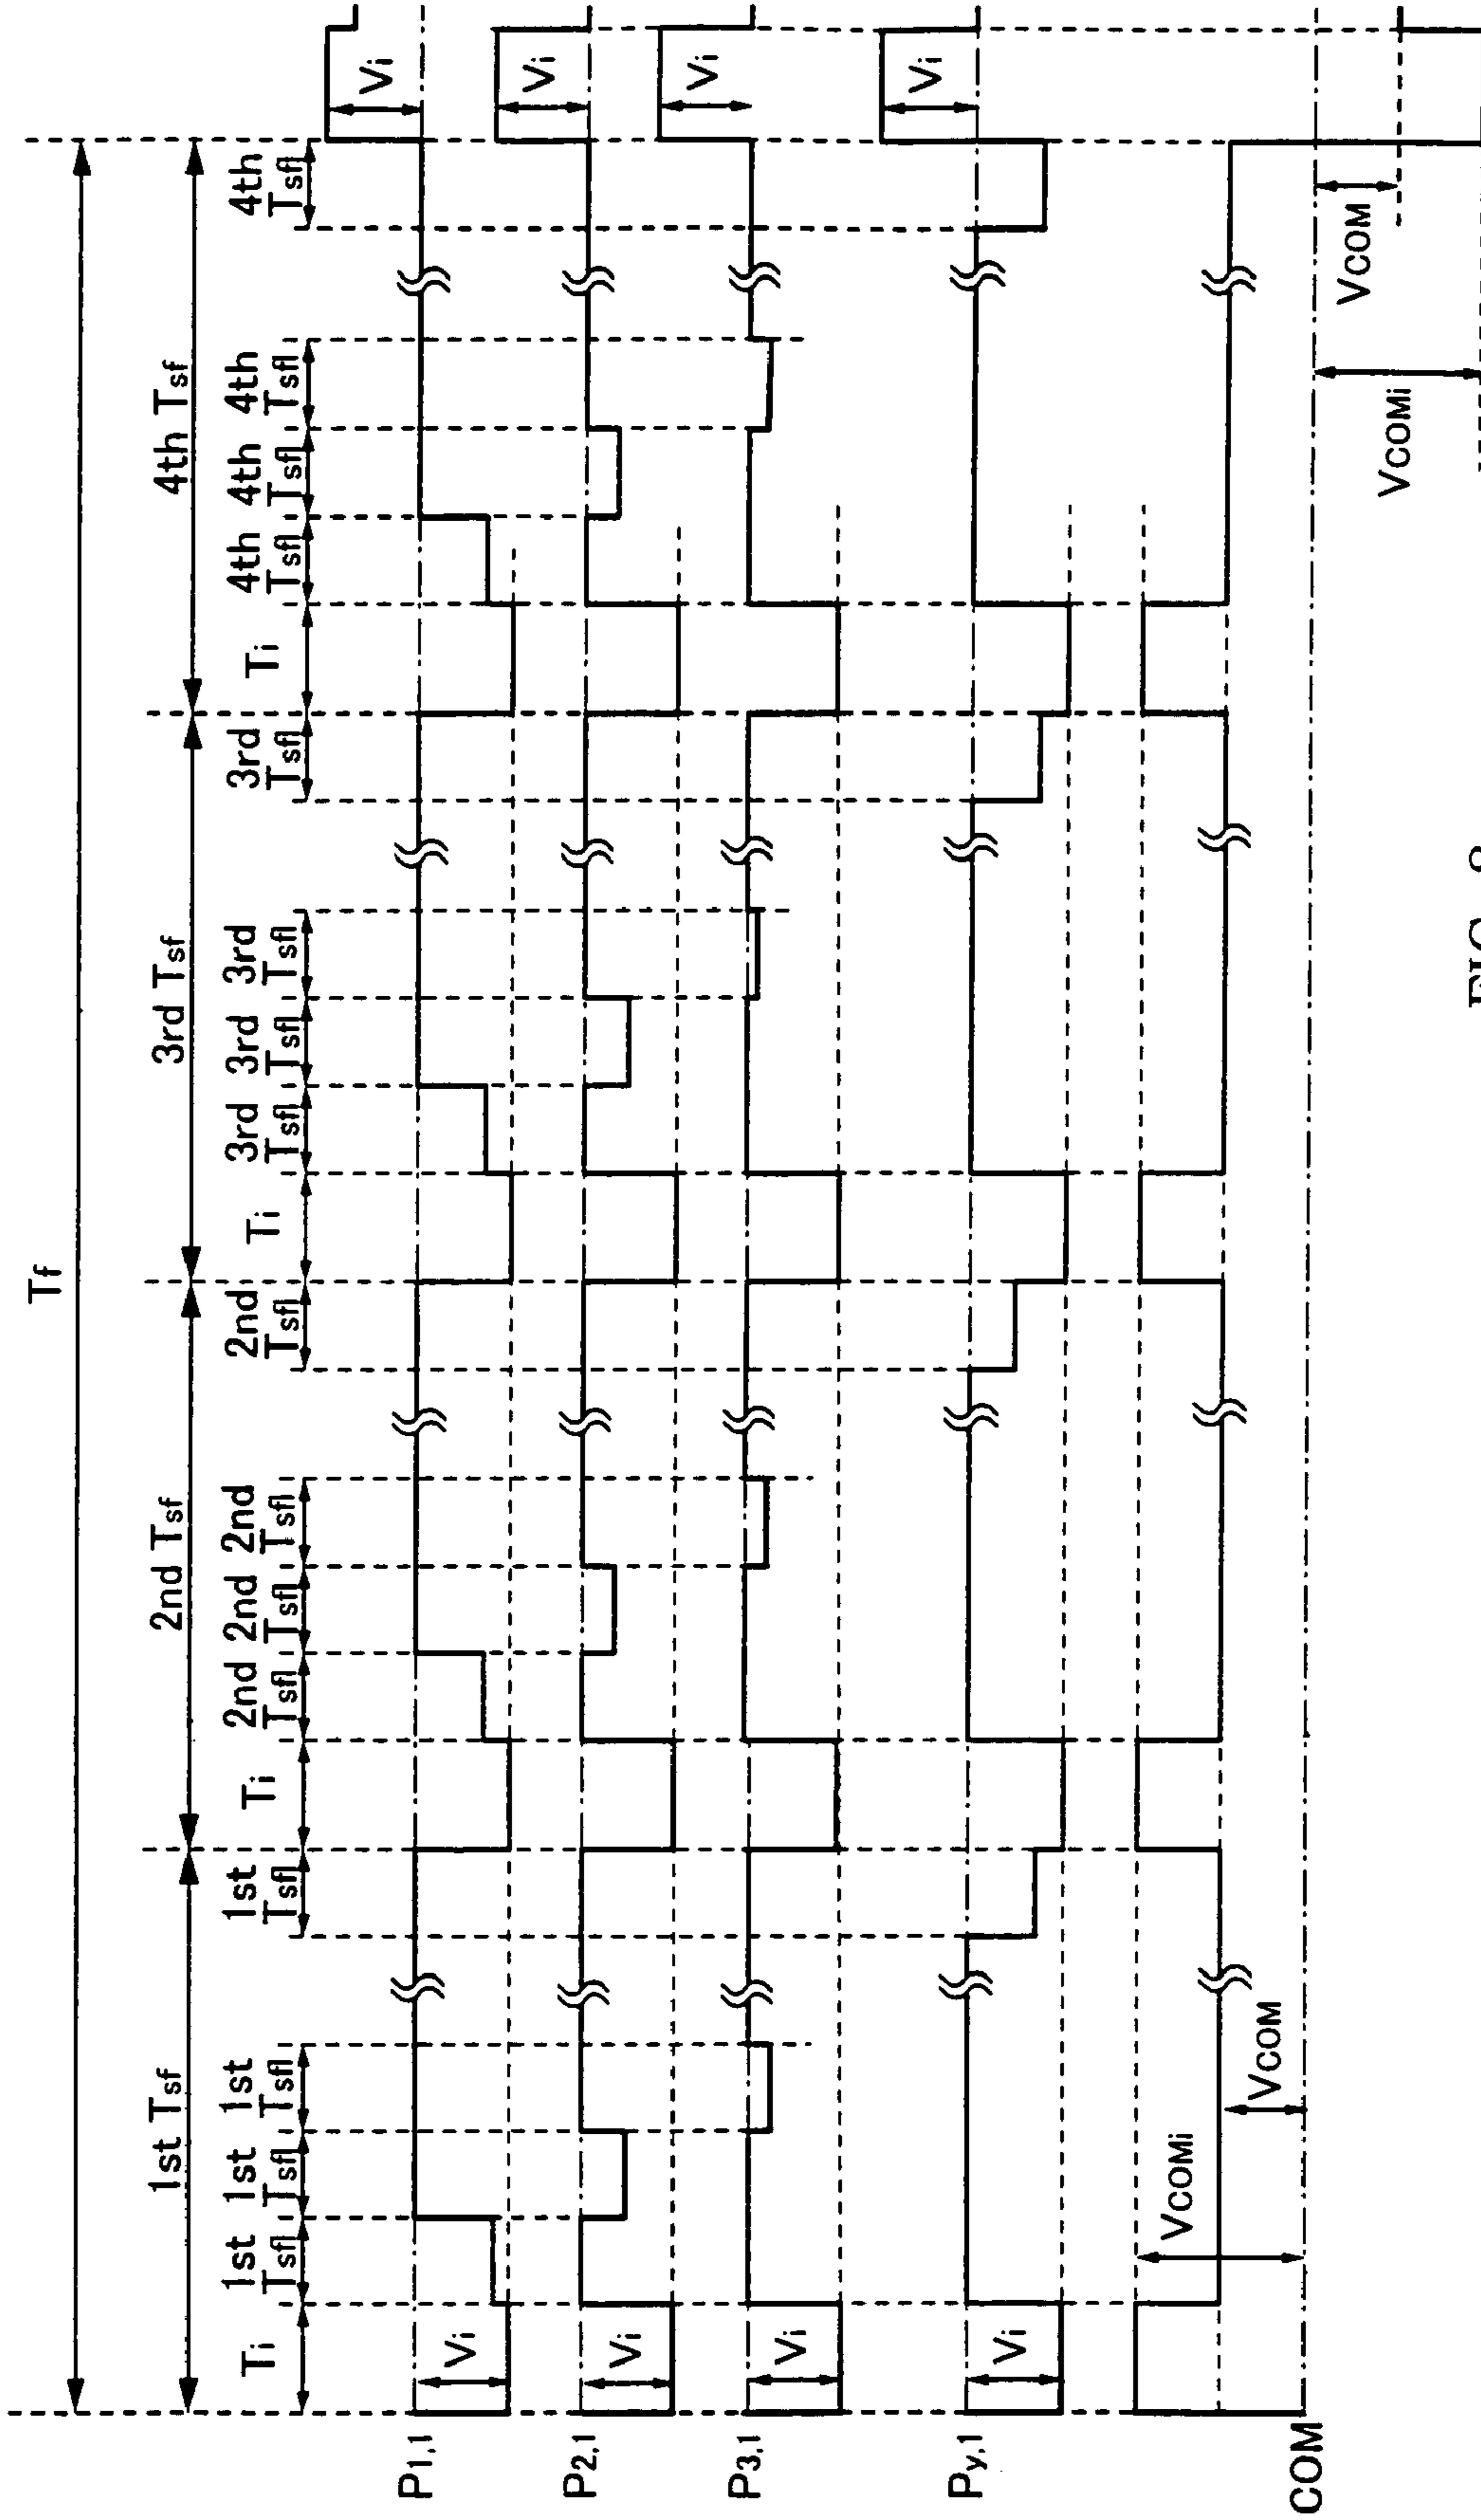 Tf
1st Tsf
2nd Tsf
3rd Tsf
4th Tsf
Ti
1st Tsfl
1st Tsfl
1st Tsfl
1st Tsfl
Ti
2nd Tsfl
2nd Tsfl
2nd Tsfl
2nd Tsfl
Ti
3rd Tsfl
3rd Tsfl
3rd Tsfl
3rd Tsfl
Ti
4th Tsfl
4th Tsfl
4th Tsfl
4th Tsfl
P1,1
Vi
Vi
P2,1
Vi
Vi
P3,1
Vi
Vi
Py,1
Vi
Vi
VCOMi
VCOM
COM
VCOMi
VCOM